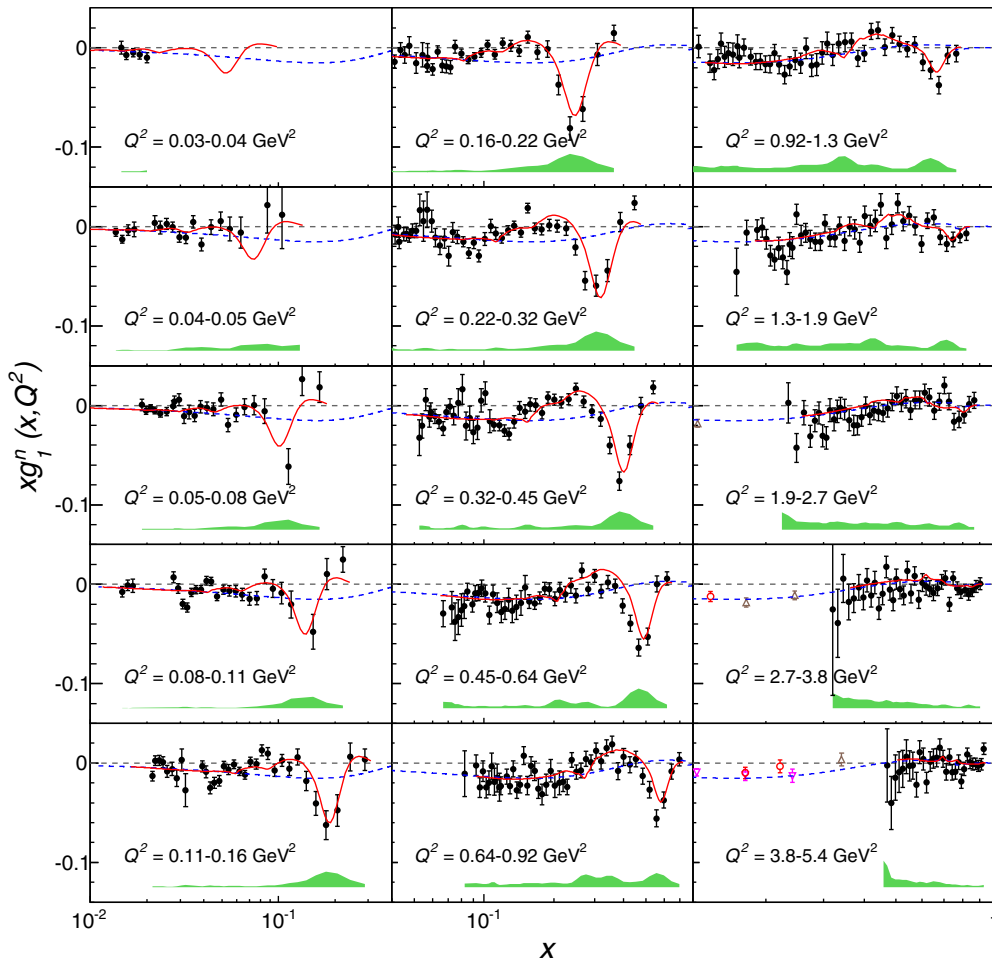 0
Q² = 0.03-0.04 GeV²
Q² = 0.16-0.22 GeV²
Q² = 0.92-1.3 GeV²
-0.1
0
Q² = 0.04-0.05 GeV²
Q² = 0.22-0.32 GeV²
Q² = 1.3-1.9 GeV²
-0.1
0
Q² = 0.05-0.08 GeV²
Q² = 0.32-0.45 GeV²
Q² = 1.9-2.7 GeV²
-0.1
xg₁ⁿ (x,Q²)
0
Q² = 0.08-0.11 GeV²
Q² = 0.45-0.64 GeV²
Q² = 2.7-3.8 GeV²
-0.1
0
Q² = 0.11-0.16 GeV²
Q² = 0.64-0.92 GeV²
Q² = 3.8-5.4 GeV²
-0.1
10⁻² 10⁻¹ 10⁻¹
x